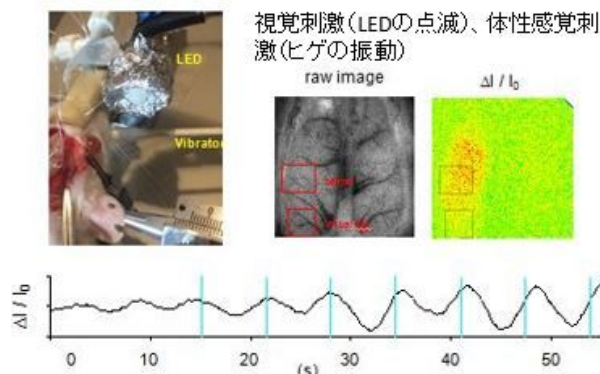 視覚刺激(LEDの点滅)、体性感覚刺
激(ヒゲの振動)
LED
Vibrator
raw image
ΔI / I₀
ΔI / I₀
0 10 20 30 40 50
(s)